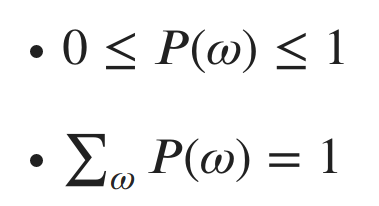 • 0 ≤ P(ω) ≤ 1
• ∑_ω P(ω) = 1